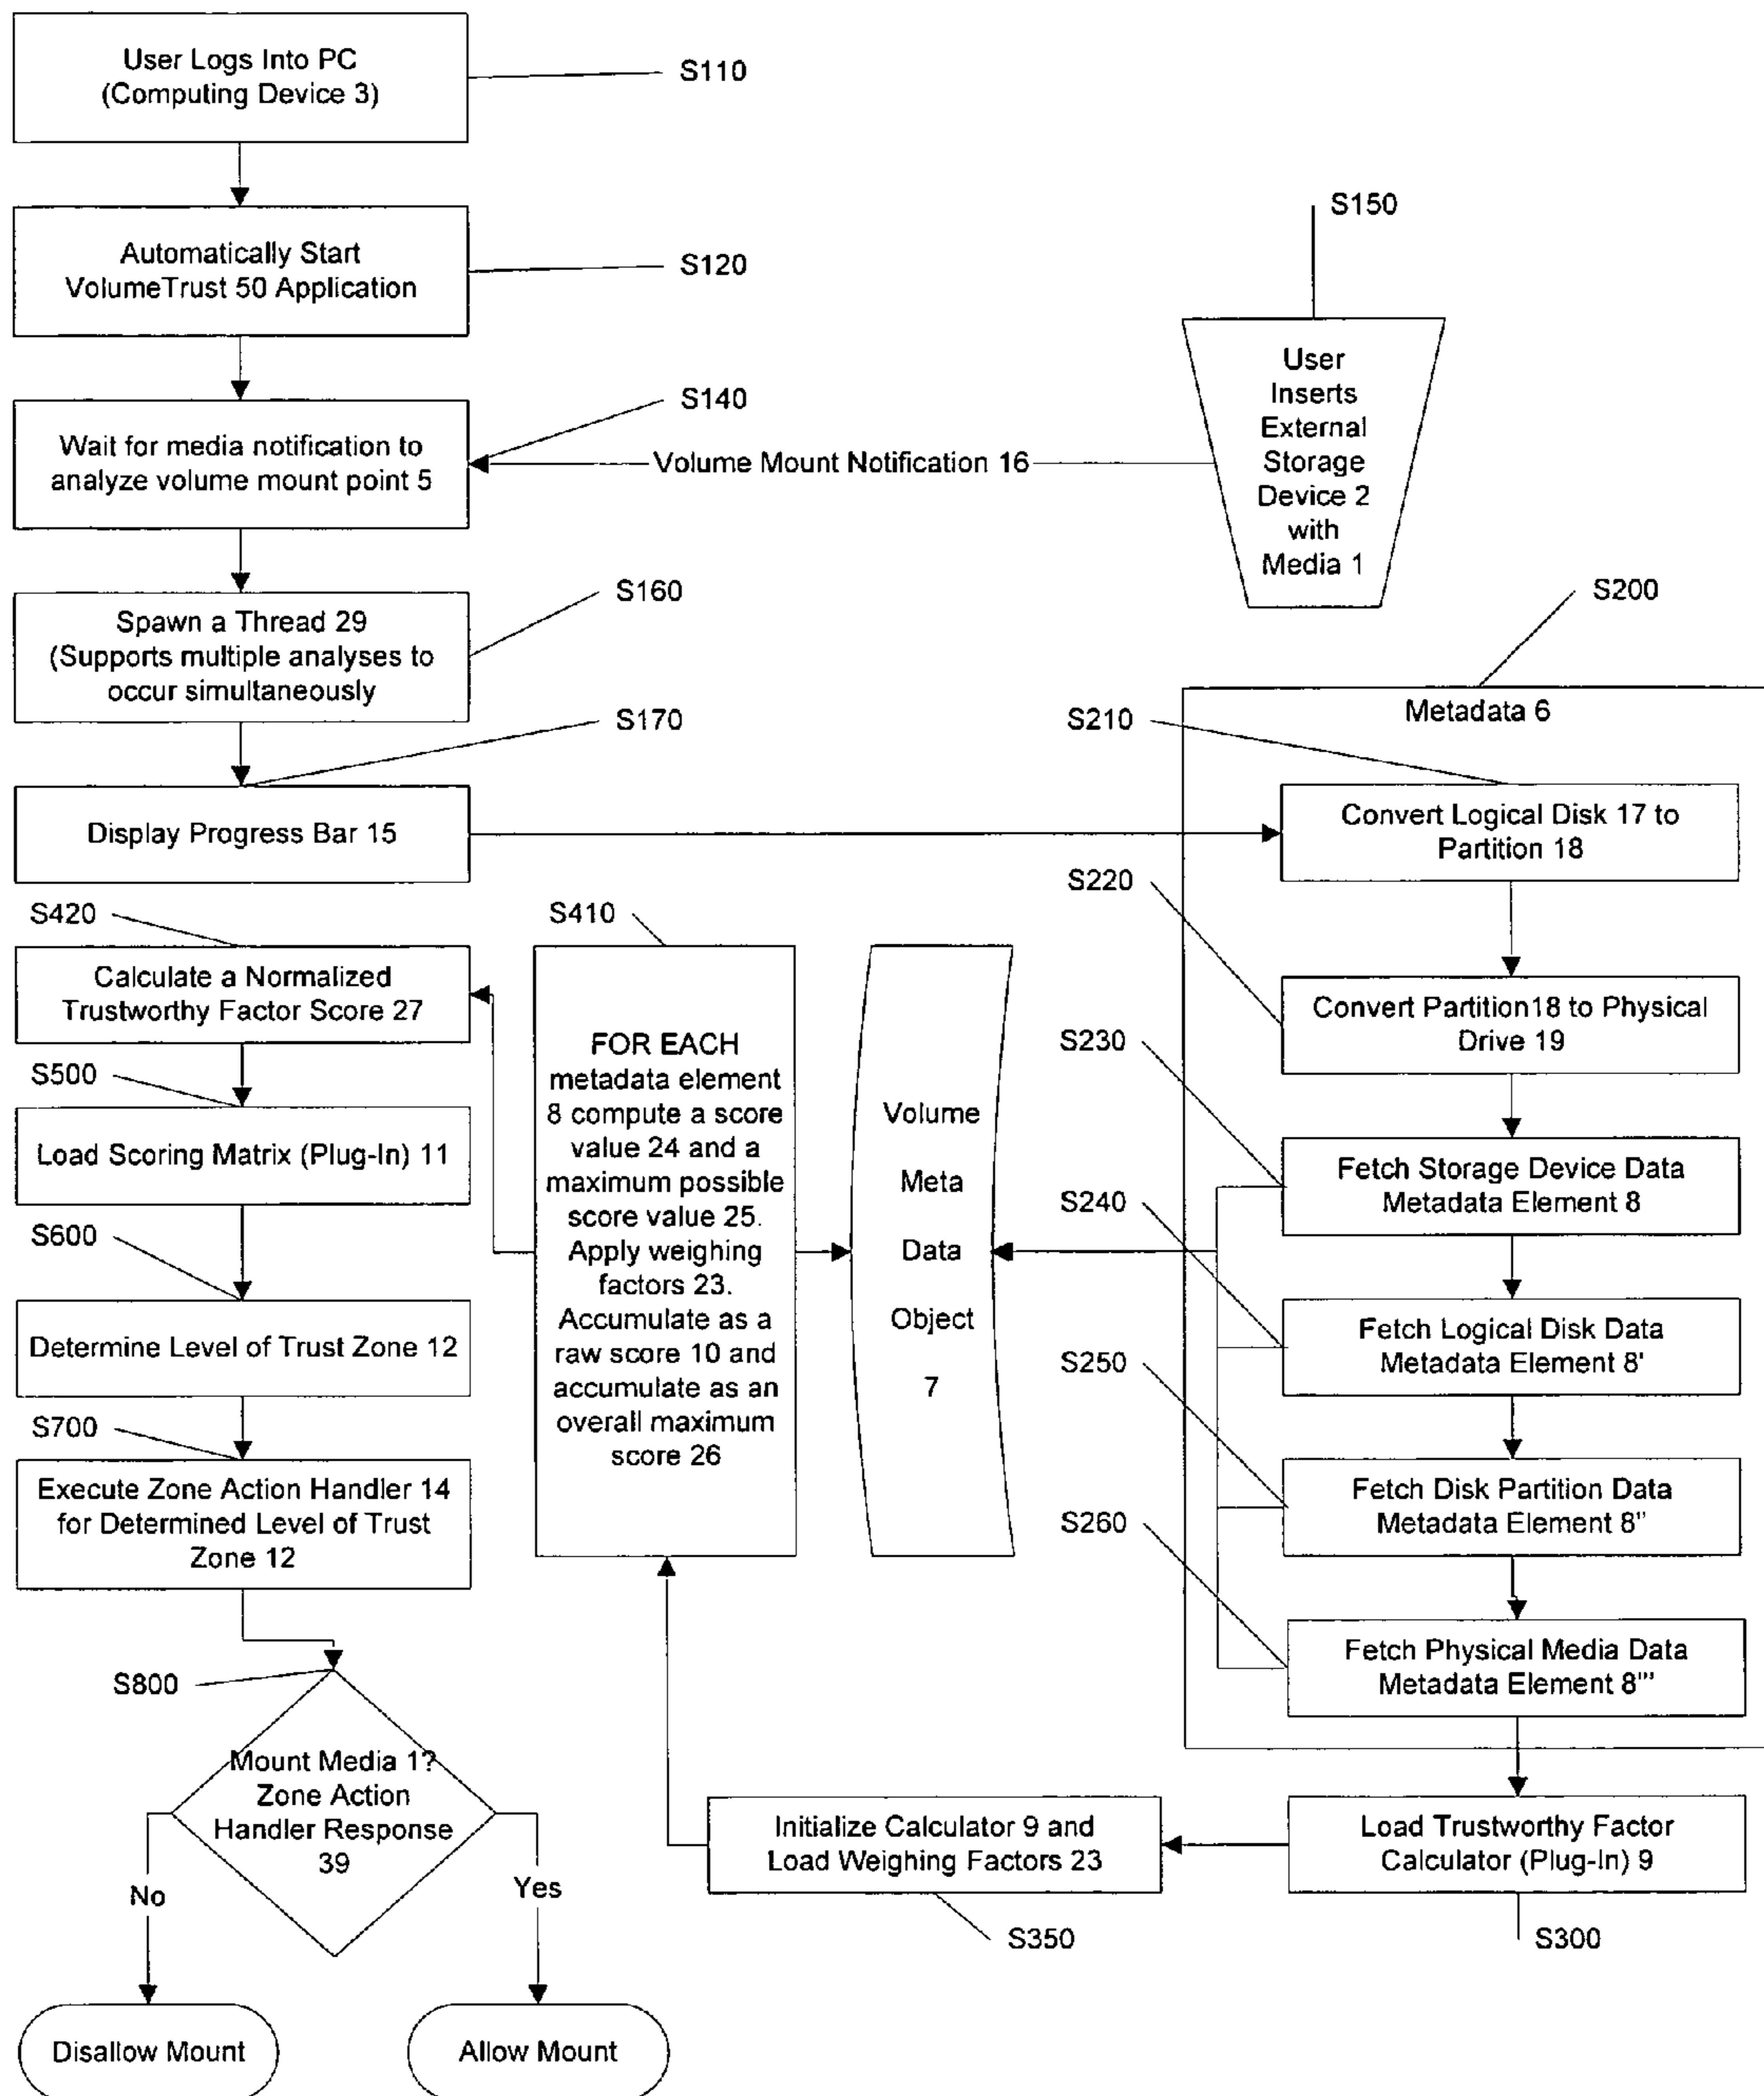 User Logs Into PC
(Computing Device 3)
S110
Automatically Start
VolumeTrust 50 Application
S120
S150
User
Inserts
External
Storage
Device 2
with
Media 1
S140
Wait for media notification to
analyze volume mount point 5
Volume Mount Notification 16
S160
Spawn a Thread 29
(Supports multiple analyses to
occur simultaneously
S200
Metadata 6
S170
Display Progress Bar 15
S210
Convert Logical Disk 17 to
Partition 18
S220
Convert Partition18 to Physical
Drive 19
S230
Fetch Storage Device Data
Metadata Element 8
S240
Fetch Logical Disk Data
Metadata Element 8'
S250
Fetch Disk Partition Data
Metadata Element 8"
S260
Fetch Physical Media Data
Metadata Element 8'"
Load Trustworthy Factor
Calculator (Plug-In) 9
S300
Initialize Calculator 9 and
Load Weighing Factors 23
S350
Volume
Meta
Data
Object
7
S410
FOR EACH
metadata element
8 compute a score
value 24 and a
maximum possible
score value 25.
Apply weighing
factors 23.
Accumulate as a
raw score 10 and
accumulate as an
overall maximum
score 26
S420
Calculate a Normalized
Trustworthy Factor Score 27
S500
Load Scoring Matrix (Plug-In) 11
S600
Determine Level of Trust Zone 12
S700
Execute Zone Action Handler 14
for Determined Level of Trust
Zone 12
S800
Mount Media 1?
Zone Action
Handler Response
39
No
Yes
Disallow Mount
Allow Mount